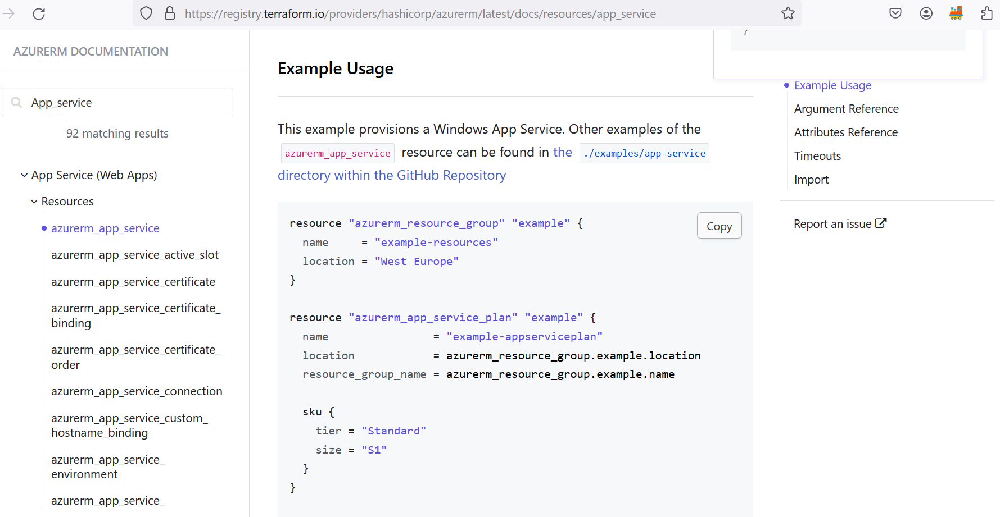 https://registry.terraform.io/providers/hashicorp/azurerm/latest/docs/resources/app_service
AZURERM DOCUMENTATION
App_service
92 matching results
App Service (Web Apps)
Resources
azurerm_app_service
azurerm_app_service_active_slot
azurerm_app_service_certificate
azurerm_app_service_certificate_
binding
azurerm_app_service_certificate_
order
azurerm_app_service_connection
azurerm_app_service_custom_
hostname_binding
azurerm_app_service_
environment
azurerm_app_service_
Example Usage
This example provisions a Windows App Service. Other examples of the
azurerm_app_service resource can be found in the ./examples/app-service
directory within the GitHub Repository
Copy
resource "azurerm_resource_group" "example" {
  name     = "example-resources"
  location = "West Europe"
}
resource "azurerm_app_service_plan" "example" {
  name                = "example-appserviceplan"
  location            = azurerm_resource_group.example.location
  resource_group_name = azurerm_resource_group.example.name
  sku {
    tier = "Standard"
    size = "S1"
  }
}
}
Example Usage
Argument Reference
Attributes Reference
Timeouts
Import
Report an issue